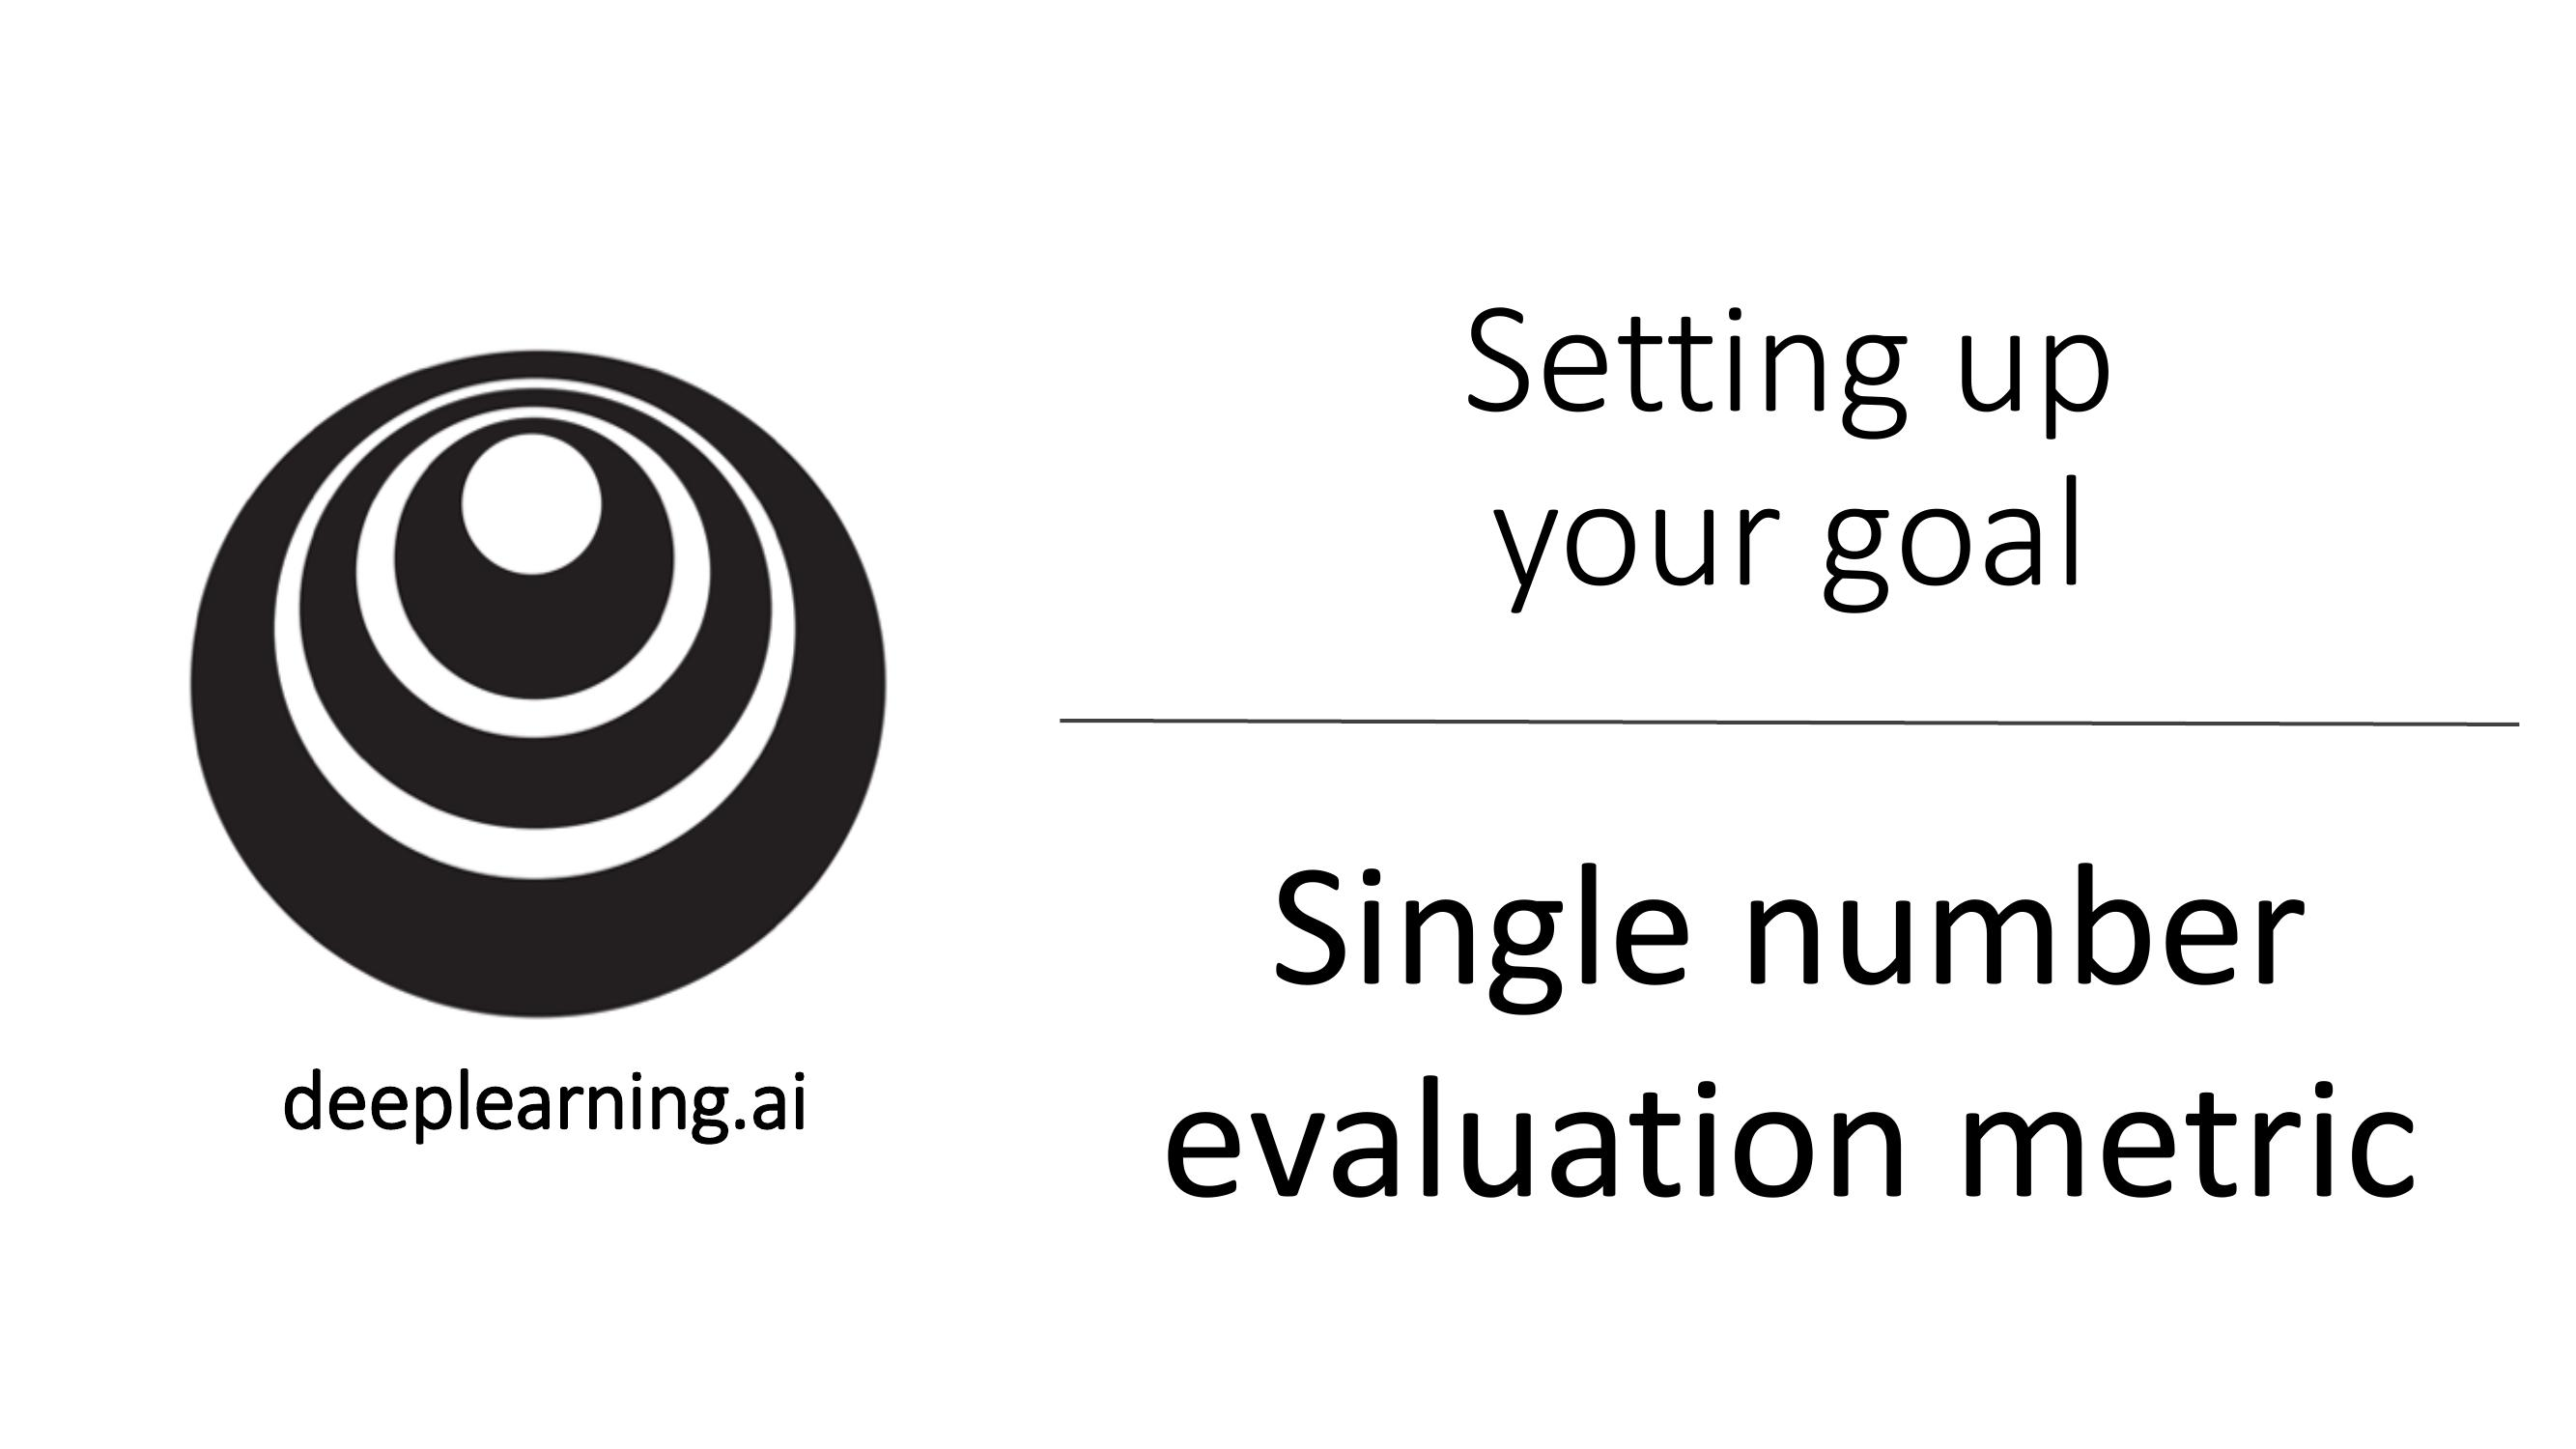 Setting up
your goal
Single number
evaluation metric
deeplearning.ai